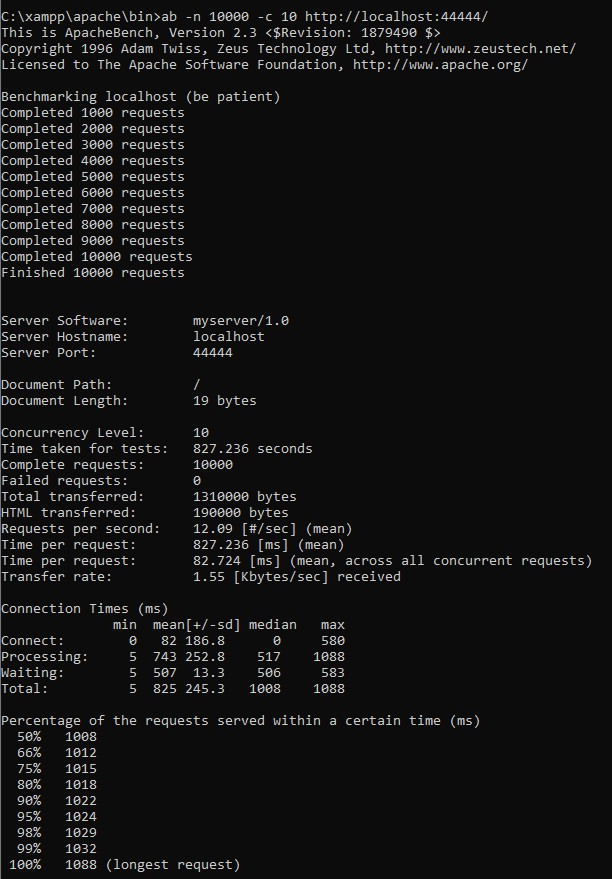 C:\xampp\apache\bin>ab -n 10000 -c 10 http://localhost:44444/
This is ApacheBench, Version 2.3 <$Revision: 1879490 $>
Copyright 1996 Adam Twiss, Zeus Technology Ltd, http://www.zeustech.net/
Licensed to The Apache Software Foundation, http://www.apache.org/

Benchmarking localhost (be patient)
Completed 1000 requests
Completed 2000 requests
Completed 3000 requests
Completed 4000 requests
Completed 5000 requests
Completed 6000 requests
Completed 7000 requests
Completed 8000 requests
Completed 9000 requests
Completed 10000 requests
Finished 10000 requests


Server Software:        myserver/1.0
Server Hostname:        localhost
Server Port:            44444

Document Path:          /
Document Length:        19 bytes

Concurrency Level:      10
Time taken for tests:   827.236 seconds
Complete requests:      10000
Failed requests:        0
Total transferred:      1310000 bytes
HTML transferred:       190000 bytes
Requests per second:    12.09 [#/sec] (mean)
Time per request:       827.236 [ms] (mean)
Time per request:       82.724 [ms] (mean, across all concurrent requests)
Transfer rate:          1.55 [Kbytes/sec] received

Connection Times (ms)
              min  mean[+/-sd] median   max
Connect:        0   82 186.8      0     580
Processing:     5  743 252.8    517    1088
Waiting:        5  507  13.3    506     583
Total:          5  825 245.3   1008    1088

Percentage of the requests served within a certain time (ms)
  50%   1008
  66%   1012
  75%   1015
  80%   1018
  90%   1022
  95%   1024
  98%   1029
  99%   1032
 100%   1088 (longest request)